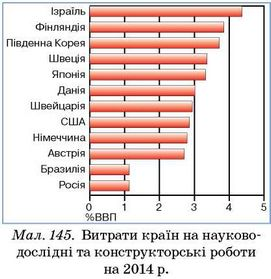 Ізраїль
Фінляндія
Південна Корея
Швеція
Японія
Данія
Швейцарія
США
Німеччина
Австрія
Бразилія
Росія
0 1 2 3 4 5
%ВВП
Мал. 145. Витрати країн на науково-
дослідні та конструкторські роботи
на 2014 р.